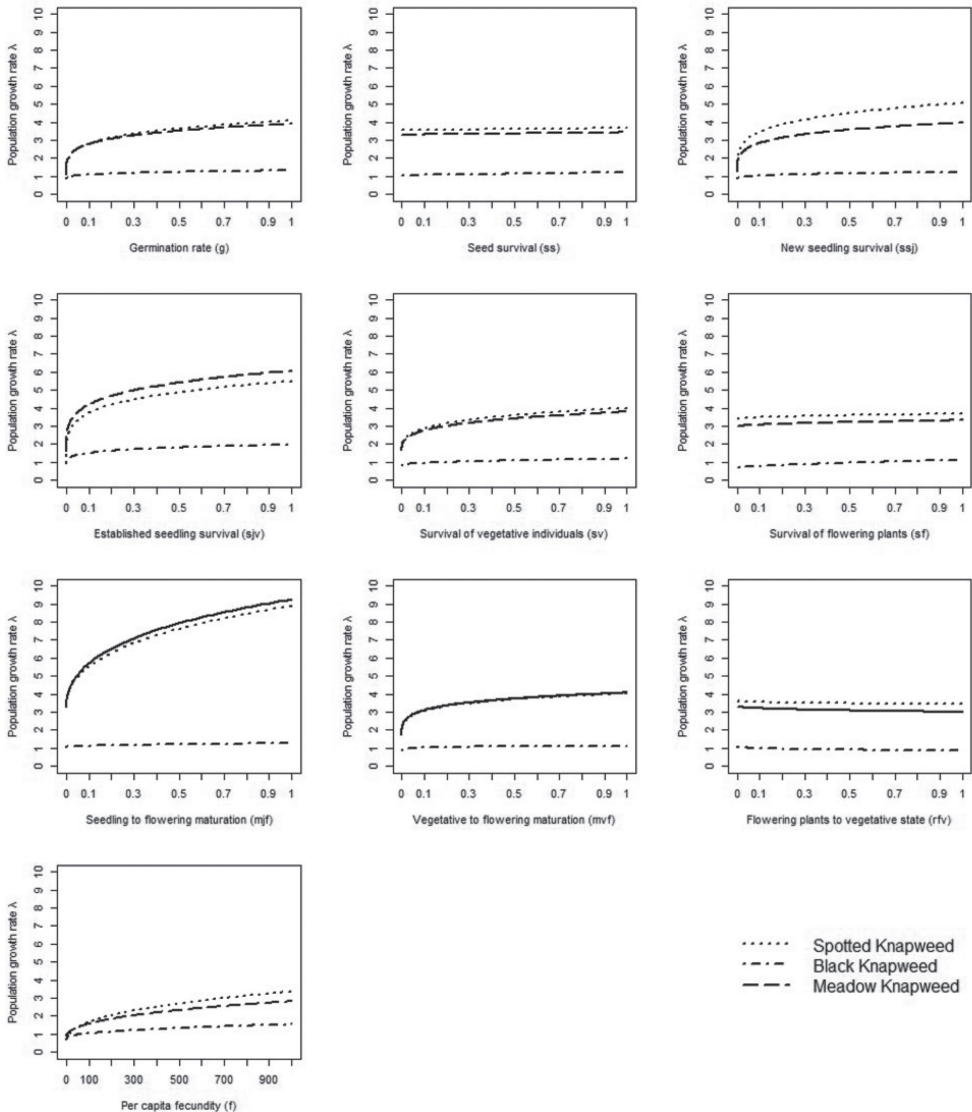 Population growth rate λ
0 1 2 3 4 5 6 7 8 9 10
0 0.1 0.3 0.5 0.7 0.9 1
Germination rate (g)
Population growth rate λ
0 1 2 3 4 5 6 7 8 9 10
0 0.1 0.3 0.5 0.7 0.9 1
Seed survival (ss)
Population growth rate λ
0 1 2 3 4 5 6 7 8 9 10
0 0.1 0.3 0.5 0.7 0.9 1
New seedling survival (ssj)
Population growth rate λ
0 1 2 3 4 5 6 7 8 9 10
0 0.1 0.3 0.5 0.7 0.9 1
Established seedling survival (sjv)
Population growth rate λ
0 1 2 3 4 5 6 7 8 9 10
0 0.1 0.3 0.5 0.7 0.9 1
Survival of vegetative individuals (sv)
Population growth rate λ
0 1 2 3 4 5 6 7 8 9 10
0 0.1 0.3 0.5 0.7 0.9 1
Survival of flowering plants (sf)
Population growth rate λ
0 1 2 3 4 5 6 7 8 9 10
0 0.1 0.3 0.5 0.7 0.9 1
Seedling to flowering maturation (mjf)
Population growth rate λ
0 1 2 3 4 5 6 7 8 9 10
0 0.1 0.3 0.5 0.7 0.9 1
Vegetative to flowering maturation (mvf)
Population growth rate λ
0 1 2 3 4 5 6 7 8 9 10
0 0.1 0.3 0.5 0.7 0.9 1
Flowering plants to vegetative state (rfv)
Population growth rate λ
0 1 2 3 4 5 6 7 8 9 10
0 100 300 500 700 900
Per capita fecundity (f)
Spotted Knapweed
Black Knapweed
Meadow Knapweed